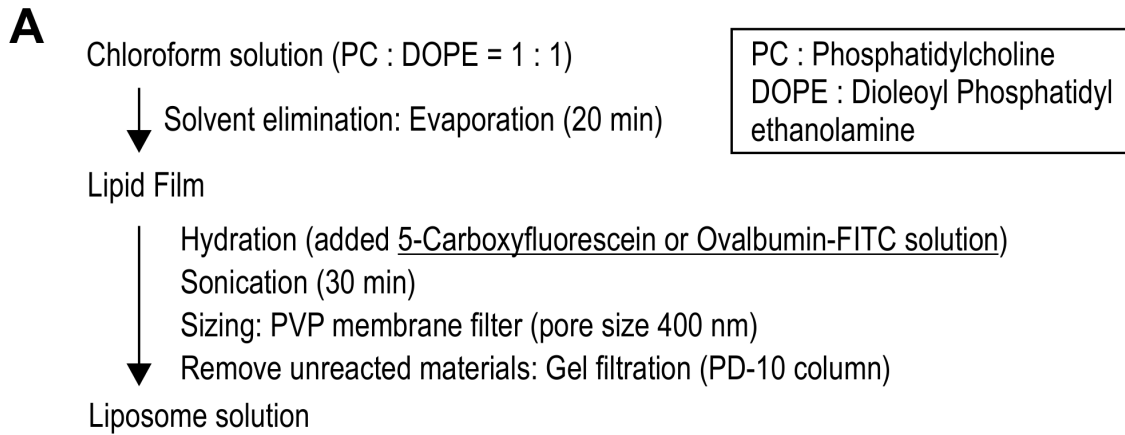 A
Chloroform solution (PC : DOPE = 1 : 1)
Solvent elimination: Evaporation (20 min)
Lipid Film
Hydration (added 5-Carboxyfluorescein or Ovalbumin-FITC solution)
Sonication (30 min)
Sizing: PVP membrane filter (pore size 400 nm)
Remove unreacted materials: Gel filtration (PD-10 column)
Liposome solution
PC : Phosphatidylcholine
DOPE : Dioleoyl Phosphatidyl
ethanolamine